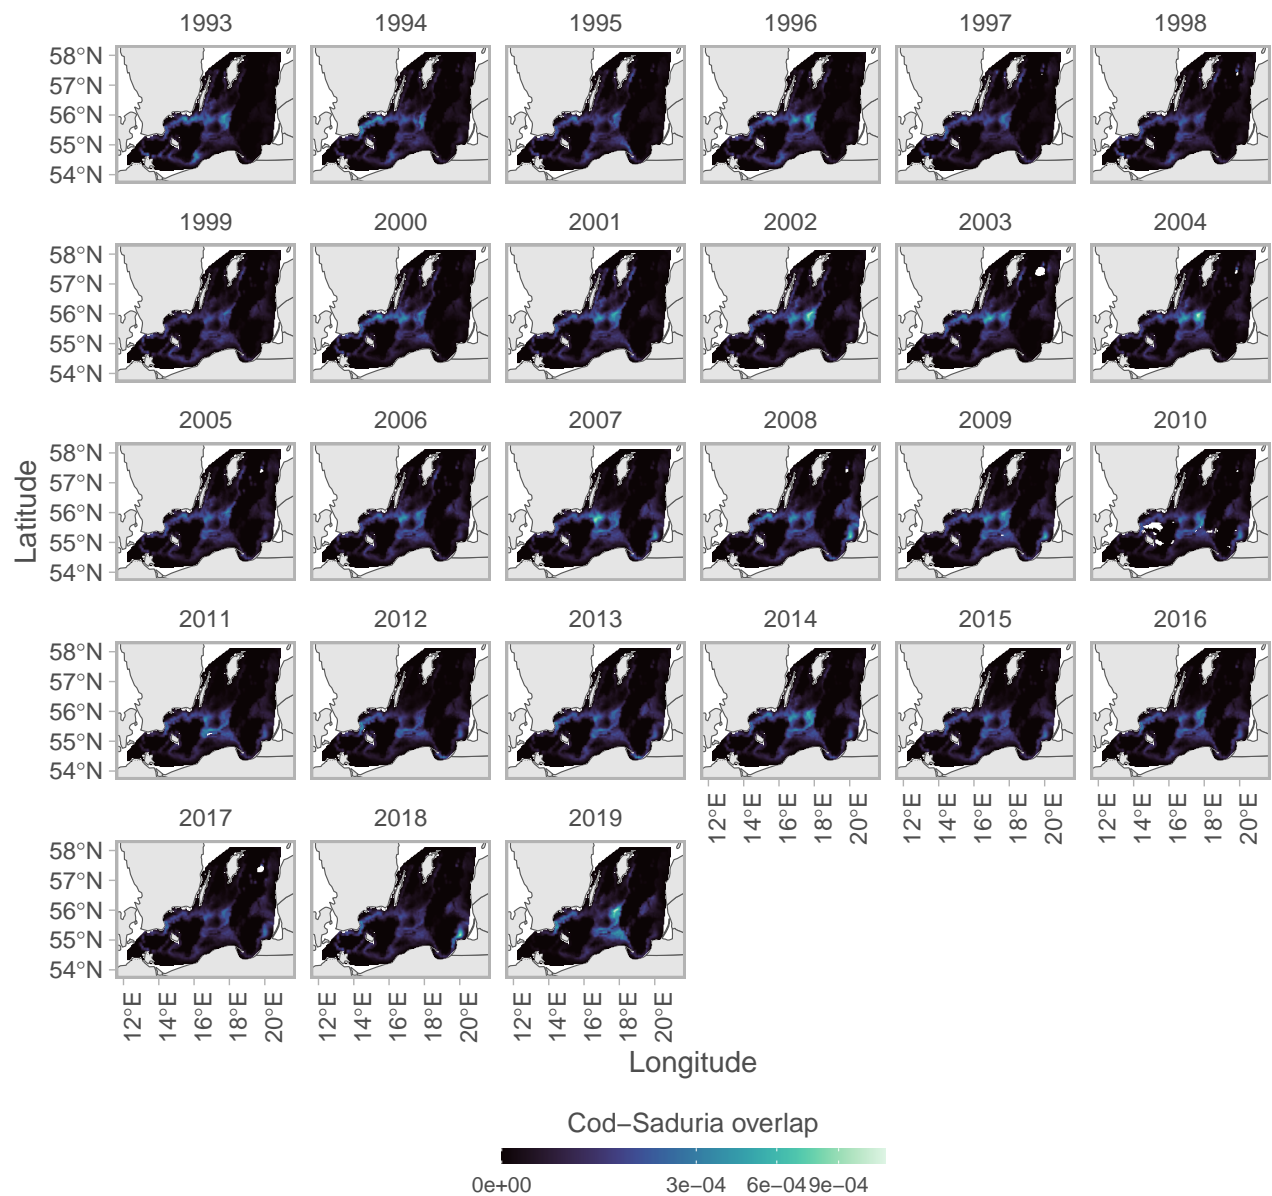 1993 1994 1995 1996 1997 1998
58°N
57°N
56°N
55°N
54°N
1999 2000 2001 2002 2003 2004
58°N
57°N
56°N
55°N
54°N
2005 2006 2007 2008 2009 2010
58°N
57°N
56°N
55°N
54°N
Latitude
2011 2012 2013 2014 2015 2016
58°N
57°N
56°N
55°N
54°N
12°E 14°E 16°E 18°E 20°E 12°E 14°E 16°E 18°E 20°E 12°E 14°E 16°E 18°E 20°E
2017 2018 2019
58°N
57°N
56°N
55°N
54°N
12°E 14°E 16°E 18°E 20°E 12°E 14°E 16°E 18°E 20°E 12°E 14°E 16°E 18°E 20°E
Longitude
Cod−Saduria overlap
0e+00 3e−04 6e−04 9e−04